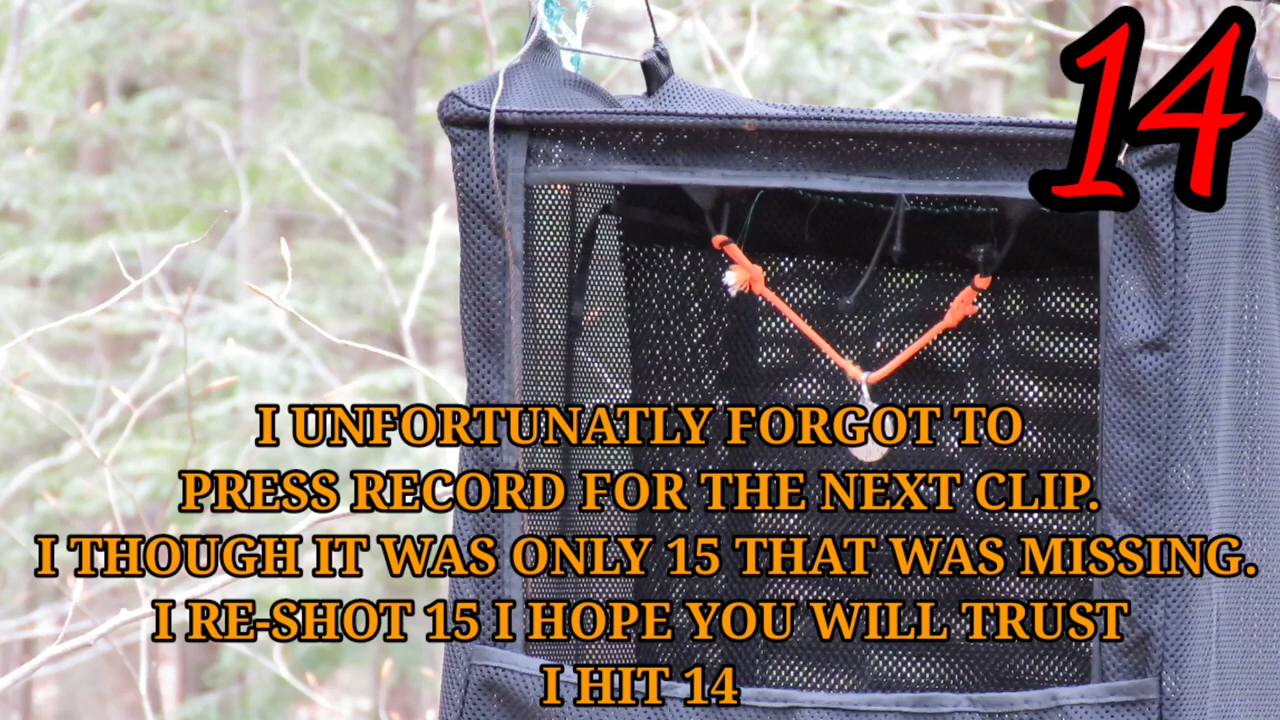 14
I UNFORTUNATLY FORGOT TO
PRESS RECORD FOR THE NEXT CLIP.
I THOUGH IT WAS ONLY 15 THAT WAS MISSING.
I RE-SHOT 15 I HOPE YOU WILL TRUST
I HIT 14